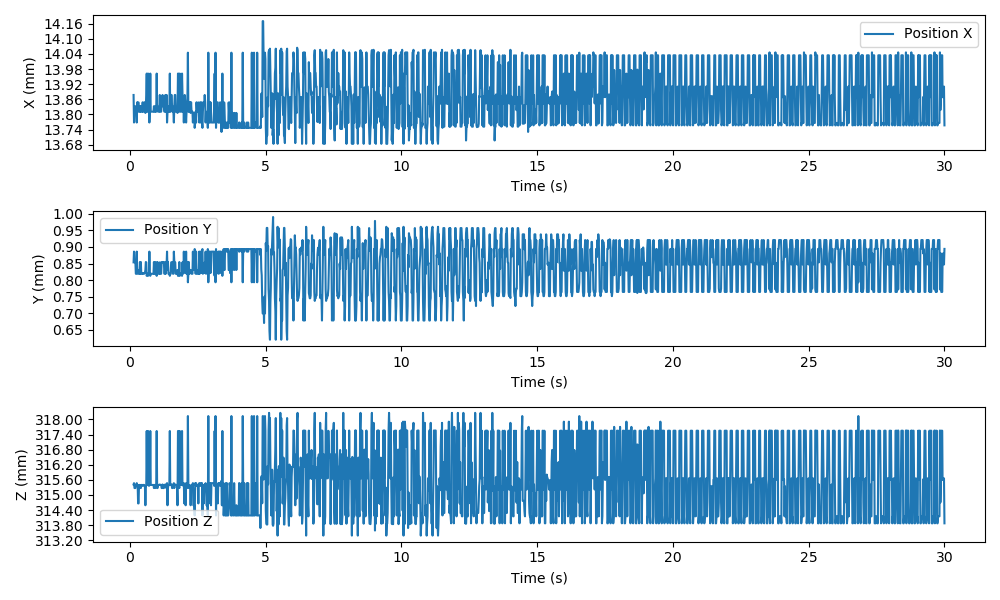 14.16
14.10
14.04
13.98
13.92
13.86
13.80
13.74
13.68
X (mm)
Position X
0 5 10 15 20 25 30
Time (s)
1.00
0.95
0.90
0.85
0.80
0.75
0.70
0.65
Y (mm)
Position Y
0 5 10 15 20 25 30
Time (s)
318.00
317.40
316.80
316.20
315.60
315.00
314.40
313.80
313.20
Z (mm)
Position Z
0 5 10 15 20 25 30
Time (s)